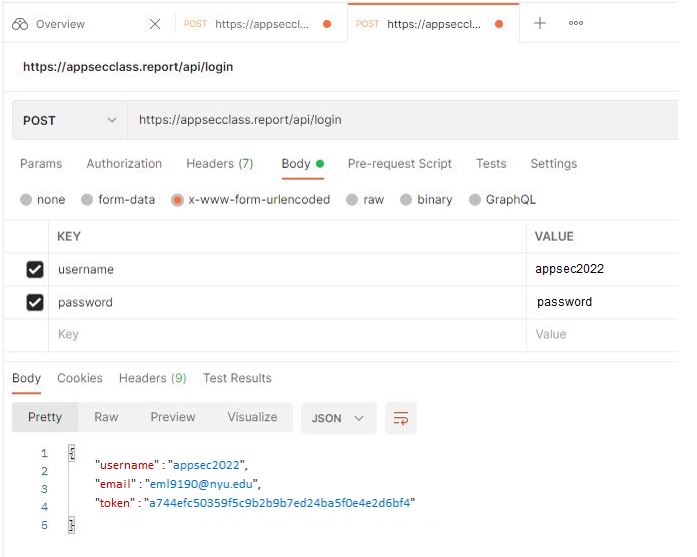 Overview POST https://appseccl... POST https://appseccl... + ooo
https://appsecclass.report/api/login
POST https://appsecclass.report/api/login
Params Authorization Headers (7) Body Pre-request Script Tests Settings
none form-data x-www-form-urlencoded raw binary GraphQL
KEY VALUE
username appsec2022
password password
Key Value
Body Cookies Headers (9) Test Results
Pretty Raw Preview Visualize JSON
1 {
2 "username" : "appsec2022",
3 "email" : "eml9190@nyu.edu",
4 "token" : "a744efc50359f5c9b2b9b7ed24ba5f0e4e2d6bf4"
5 }